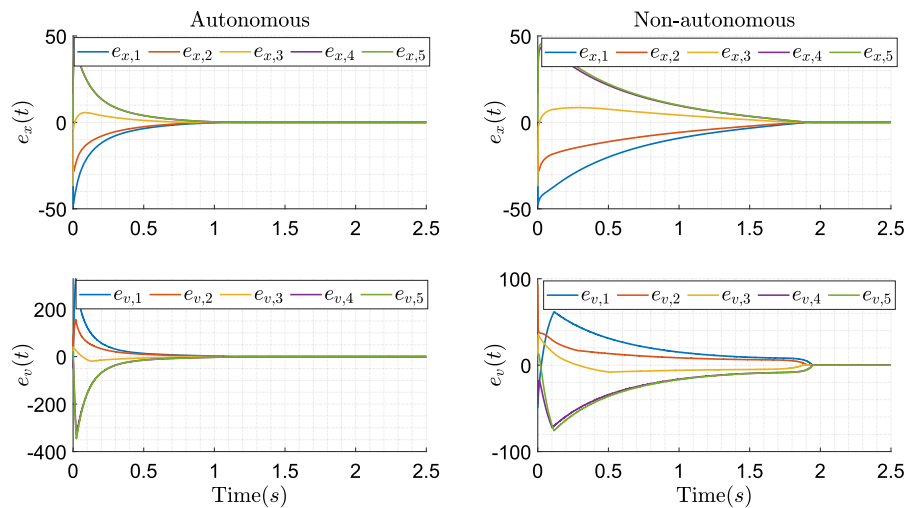 Autonomous
Non-autonomous
e_{x,1} e_{x,2} e_{x,3} e_{x,4} e_{x,5}
50
0
-50
e_x(t)
0 0.5 1 1.5 2 2.5
e_{x,1} e_{x,2} e_{x,3} e_{x,4} e_{x,5}
50
0
-50
e_x(t)
0 0.5 1 1.5 2 2.5
e_{v,1} e_{v,2} e_{v,3} e_{v,4} e_{v,5}
200
0
-200
-400
e_v(t)
0 0.5 1 1.5 2 2.5
Time(s)
e_{v,1} e_{v,2} e_{v,3} e_{v,4} e_{v,5}
100
0
-100
e_v(t)
0 0.5 1 1.5 2 2.5
Time(s)